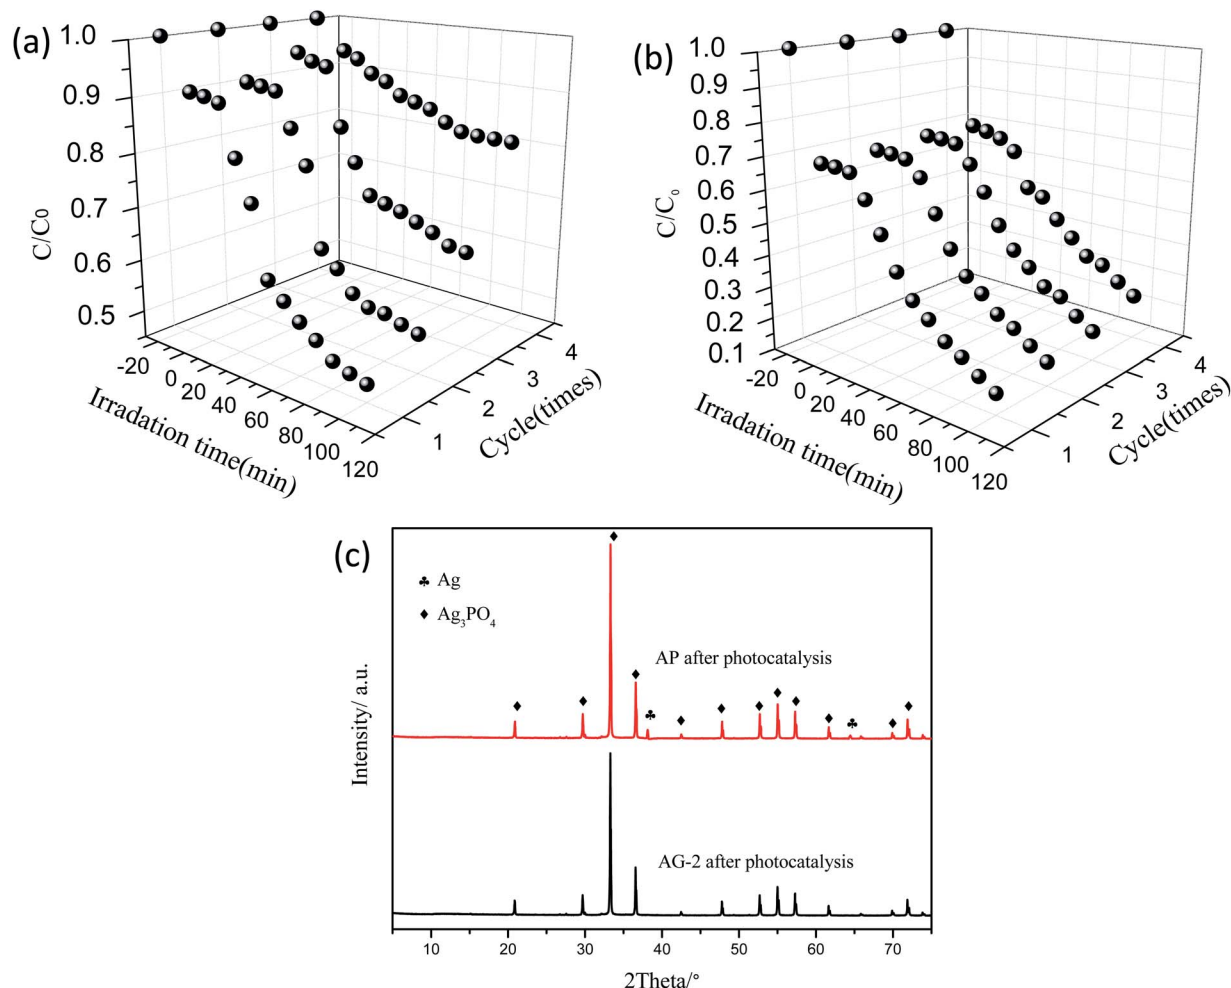 (a)
1.0
0.9
0.8
0.7
0.6
0.5
C/C0
-20
0
20
40
60
80
100
120
Irradation time(min)
1
2
3
4
Cycle(times)
(b)
1.0
0.9
0.8
0.7
0.6
0.5
0.4
0.3
0.2
0.1
C/C₀
-20
0
20
40
60
80
100
120
Irradation time(min)
1
2
3
4
Cycle(times)
(c)
♣ Ag
♦ Ag₃PO₄
AP after photocatalysis
AG-2 after photocatalysis
Intensity/ a.u.
10 20 30 40 50 60 70
2Theta/°